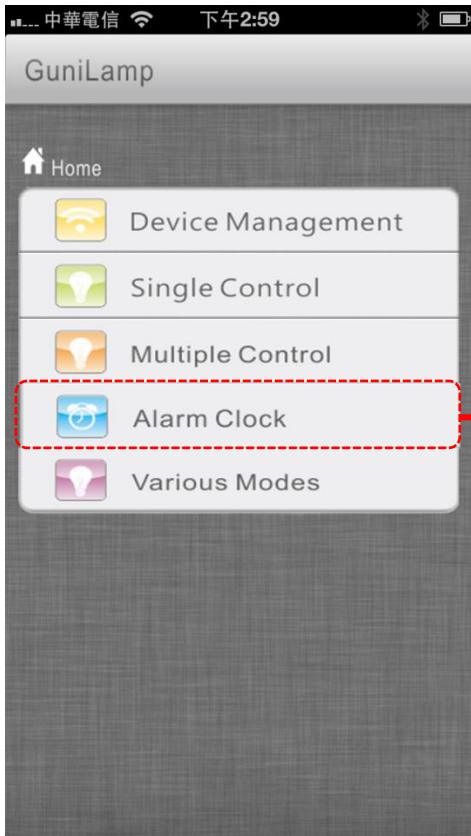 中華電信 下午2:59
GuniLamp
Home
Device Management
Single Control
Multiple Control
Alarm Clock
Various Modes